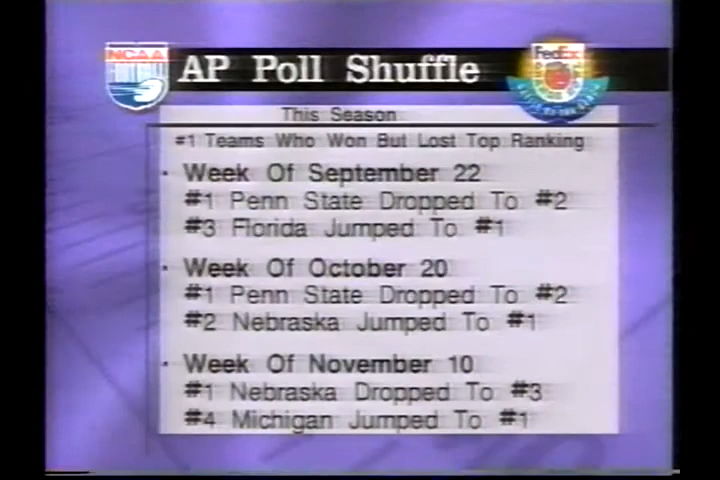 NCAA
AP Poll Shuffle
FedEx
This Season
#1 Teams Who Won But Lost Top Ranking
· Week Of September 22
#1 Penn State Dropped To #2
#3 Florida Jumped To #1
· Week Of October 20
#1 Penn State Dropped To #2
#2 Nebraska Jumped To #1
· Week Of November 10
#1 Nebraska Dropped To #3
#4 Michigan Jumped To #1